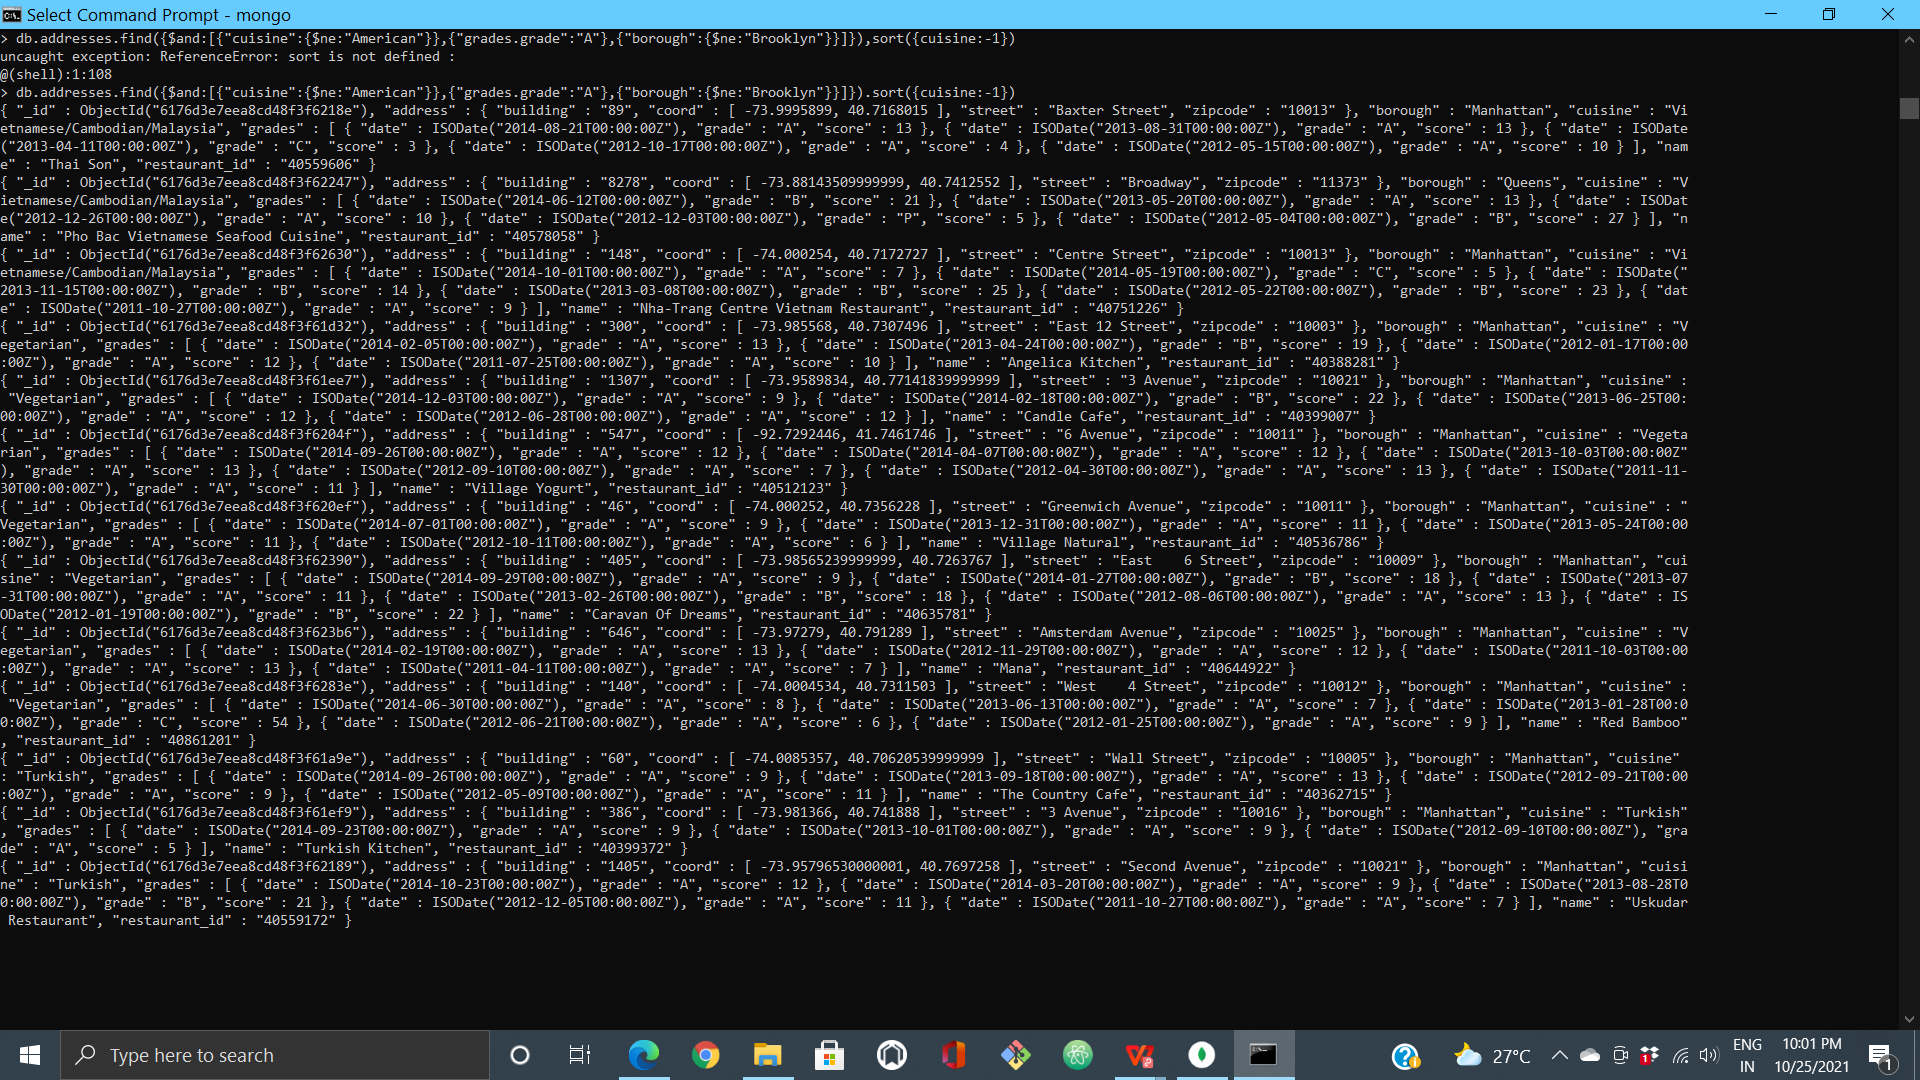 Select Command Prompt - mongo
> db.addresses.find({$and:[{"cuisine":{$ne:"American"}},{"grades.grade":"A"},{"borough":{$ne:"Brooklyn"}}]}),sort({cuisine:-1})
uncaught exception: ReferenceError: sort is not defined :
@(shell):1:108
> db.addresses.find({$and:[{"cuisine":{$ne:"American"}},{"grades.grade":"A"},{"borough":{$ne:"Brooklyn"}}]}).sort({cuisine:-1})
{ "_id" : ObjectId("6176d3e7eea8cd48f3f6218e"), "address" : { "building" : "89", "coord" : [ -73.9995899, 40.7168015 ], "street" : "Baxter Street", "zipcode" : "10013" }, "borough" : "Manhattan", "cuisine" : "Vi
etnamese/Cambodian/Malaysia", "grades" : [ { "date" : ISODate("2014-08-21T00:00:00Z"), "grade" : "A", "score" : 13 }, { "date" : ISODate("2013-08-31T00:00:00Z"), "grade" : "A", "score" : 13 }, { "date" : ISODate
("2013-04-11T00:00:00Z"), "grade" : "C", "score" : 3 }, { "date" : ISODate("2012-10-17T00:00:00Z"), "grade" : "A", "score" : 4 }, { "date" : ISODate("2012-05-15T00:00:00Z"), "grade" : "A", "score" : 10 } ], "nam
e" : "Thai Son", "restaurant_id" : "40559606" }
{ "_id" : ObjectId("6176d3e7eea8cd48f3f62247"), "address" : { "building" : "8278", "coord" : [ -73.88143509999999, 40.7412552 ], "street" : "Broadway", "zipcode" : "11373" }, "borough" : "Queens", "cuisine" : "V
ietnamese/Cambodian/Malaysia", "grades" : [ { "date" : ISODate("2014-06-12T00:00:00Z"), "grade" : "B", "score" : 21 }, { "date" : ISODate("2013-05-20T00:00:00Z"), "grade" : "A", "score" : 13 }, { "date" : ISODat
e("2012-12-26T00:00:00Z"), "grade" : "A", "score" : 10 }, { "date" : ISODate("2012-12-03T00:00:00Z"), "grade" : "P", "score" : 5 }, { "date" : ISODate("2012-05-04T00:00:00Z"), "grade" : "B", "score" : 27 } ], "n
ame" : "Pho Bac Vietnamese Seafood Cuisine", "restaurant_id" : "40578058" }
{ "_id" : ObjectId("6176d3e7eea8cd48f3f62630"), "address" : { "building" : "148", "coord" : [ -74.000254, 40.7172727 ], "street" : "Centre Street", "zipcode" : "10013" }, "borough" : "Manhattan", "cuisine" : "Vi
etnamese/Cambodian/Malaysia", "grades" : [ { "date" : ISODate("2014-10-01T00:00:00Z"), "grade" : "A", "score" : 7 }, { "date" : ISODate("2014-05-19T00:00:00Z"), "grade" : "C", "score" : 5 }, { "date" : ISODate("
2013-11-15T00:00:00Z"), "grade" : "B", "score" : 14 }, { "date" : ISODate("2013-03-08T00:00:00Z"), "grade" : "B", "score" : 25 }, { "date" : ISODate("2012-05-22T00:00:00Z"), "grade" : "B", "score" : 23 }, { "dat
e" : ISODate("2011-10-27T00:00:00Z"), "grade" : "A", "score" : 9 } ], "name" : "Nha-Trang Centre Vietnam Restaurant", "restaurant_id" : "40751226" }
{ "_id" : ObjectId("6176d3e7eea8cd48f3f61d32"), "address" : { "building" : "300", "coord" : [ -73.985568, 40.7307496 ], "street" : "East 12 Street", "zipcode" : "10003" }, "borough" : "Manhattan", "cuisine" : "V
egetarian", "grades" : [ { "date" : ISODate("2014-02-05T00:00:00Z"), "grade" : "A", "score" : 13 }, { "date" : ISODate("2013-04-24T00:00:00Z"), "grade" : "B", "score" : 19 }, { "date" : ISODate("2012-01-17T00:00
:00Z"), "grade" : "A", "score" : 12 }, { "date" : ISODate("2011-07-25T00:00:00Z"), "grade" : "A", "score" : 10 } ], "name" : "Angelica Kitchen", "restaurant_id" : "40388281" }
{ "_id" : ObjectId("6176d3e7eea8cd48f3f61ee7"), "address" : { "building" : "1307", "coord" : [ -73.9589834, 40.77141839999999 ], "street" : "3 Avenue", "zipcode" : "10021" }, "borough" : "Manhattan", "cuisine" :
 "Vegetarian", "grades" : [ { "date" : ISODate("2014-12-03T00:00:00Z"), "grade" : "A", "score" : 9 }, { "date" : ISODate("2014-02-18T00:00:00Z"), "grade" : "B", "score" : 22 }, { "date" : ISODate("2013-06-25T00:
00:00Z"), "grade" : "A", "score" : 12 }, { "date" : ISODate("2012-06-28T00:00:00Z"), "grade" : "A", "score" : 12 } ], "name" : "Candle Cafe", "restaurant_id" : "40399007" }
{ "_id" : ObjectId("6176d3e7eea8cd48f3f6204f"), "address" : { "building" : "547", "coord" : [ -92.7292446, 41.7461746 ], "street" : "6 Avenue", "zipcode" : "10011" }, "borough" : "Manhattan", "cuisine" : "Vegeta
rian", "grades" : [ { "date" : ISODate("2014-09-26T00:00:00Z"), "grade" : "A", "score" : 12 }, { "date" : ISODate("2014-04-07T00:00:00Z"), "grade" : "A", "score" : 12 }, { "date" : ISODate("2013-10-03T00:00:00Z"
), "grade" : "A", "score" : 13 }, { "date" : ISODate("2012-09-10T00:00:00Z"), "grade" : "A", "score" : 7 }, { "date" : ISODate("2012-04-30T00:00:00Z"), "grade" : "A", "score" : 13 }, { "date" : ISODate("2011-11-
30T00:00:00Z"), "grade" : "A", "score" : 11 } ], "name" : "Village Yogurt", "restaurant_id" : "40512123" }
{ "_id" : ObjectId("6176d3e7eea8cd48f3f620ef"), "address" : { "building" : "46", "coord" : [ -74.000252, 40.7356228 ], "street" : "Greenwich Avenue", "zipcode" : "10011" }, "borough" : "Manhattan", "cuisine" : "
Vegetarian", "grades" : [ { "date" : ISODate("2014-07-01T00:00:00Z"), "grade" : "A", "score" : 9 }, { "date" : ISODate("2013-12-31T00:00:00Z"), "grade" : "A", "score" : 11 }, { "date" : ISODate("2013-05-24T00:00
:00Z"), "grade" : "A", "score" : 11 }, { "date" : ISODate("2012-10-11T00:00:00Z"), "grade" : "A", "score" : 6 } ], "name" : "Village Natural", "restaurant_id" : "40536786" }
{ "_id" : ObjectId("6176d3e7eea8cd48f3f62390"), "address" : { "building" : "405", "coord" : [ -73.98565239999999, 40.7263767 ], "street" : "East    6 Street", "zipcode" : "10009" }, "borough" : "Manhattan", "cui
sine" : "Vegetarian", "grades" : [ { "date" : ISODate("2014-09-29T00:00:00Z"), "grade" : "A", "score" : 9 }, { "date" : ISODate("2014-01-27T00:00:00Z"), "grade" : "B", "score" : 18 }, { "date" : ISODate("2013-07
-31T00:00:00Z"), "grade" : "A", "score" : 11 }, { "date" : ISODate("2013-02-26T00:00:00Z"), "grade" : "B", "score" : 18 }, { "date" : ISODate("2012-08-06T00:00:00Z"), "grade" : "A", "score" : 13 }, { "date" : IS
ODate("2012-01-19T00:00:00Z"), "grade" : "B", "score" : 22 } ], "name" : "Caravan Of Dreams", "restaurant_id" : "40635781" }
{ "_id" : ObjectId("6176d3e7eea8cd48f3f623b6"), "address" : { "building" : "646", "coord" : [ -73.97279, 40.791289 ], "street" : "Amsterdam Avenue", "zipcode" : "10025" }, "borough" : "Manhattan", "cuisine" : "V
egetarian", "grades" : [ { "date" : ISODate("2014-02-19T00:00:00Z"), "grade" : "A", "score" : 13 }, { "date" : ISODate("2012-11-29T00:00:00Z"), "grade" : "A", "score" : 12 }, { "date" : ISODate("2011-10-03T00:00
:00Z"), "grade" : "A", "score" : 13 }, { "date" : ISODate("2011-04-11T00:00:00Z"), "grade" : "A", "score" : 7 } ], "name" : "Mana", "restaurant_id" : "40644922" }
{ "_id" : ObjectId("6176d3e7eea8cd48f3f6283e"), "address" : { "building" : "140", "coord" : [ -74.0004534, 40.7311503 ], "street" : "West    4 Street", "zipcode" : "10012" }, "borough" : "Manhattan", "cuisine" :
 "Vegetarian", "grades" : [ { "date" : ISODate("2014-06-30T00:00:00Z"), "grade" : "A", "score" : 8 }, { "date" : ISODate("2013-06-13T00:00:00Z"), "grade" : "A", "score" : 7 }, { "date" : ISODate("2013-01-28T00:0
0:00Z"), "grade" : "C", "score" : 54 }, { "date" : ISODate("2012-06-21T00:00:00Z"), "grade" : "A", "score" : 6 }, { "date" : ISODate("2012-01-25T00:00:00Z"), "grade" : "A", "score" : 9 } ], "name" : "Red Bamboo"
, "restaurant_id" : "40861201" }
{ "_id" : ObjectId("6176d3e7eea8cd48f3f61a9e"), "address" : { "building" : "60", "coord" : [ -74.0085357, 40.70620539999999 ], "street" : "Wall Street", "zipcode" : "10005" }, "borough" : "Manhattan", "cuisine"
: "Turkish", "grades" : [ { "date" : ISODate("2014-09-26T00:00:00Z"), "grade" : "A", "score" : 9 }, { "date" : ISODate("2013-09-18T00:00:00Z"), "grade" : "A", "score" : 13 }, { "date" : ISODate("2012-09-21T00:00
:00Z"), "grade" : "A", "score" : 9 }, { "date" : ISODate("2012-05-09T00:00:00Z"), "grade" : "A", "score" : 11 } ], "name" : "The Country Cafe", "restaurant_id" : "40362715" }
{ "_id" : ObjectId("6176d3e7eea8cd48f3f61ef9"), "address" : { "building" : "386", "coord" : [ -73.981366, 40.741888 ], "street" : "3 Avenue", "zipcode" : "10016" }, "borough" : "Manhattan", "cuisine" : "Turkish"
, "grades" : [ { "date" : ISODate("2014-09-23T00:00:00Z"), "grade" : "A", "score" : 9 }, { "date" : ISODate("2013-10-01T00:00:00Z"), "grade" : "A", "score" : 9 }, { "date" : ISODate("2012-09-10T00:00:00Z"), "gra
de" : "A", "score" : 5 } ], "name" : "Turkish Kitchen", "restaurant_id" : "40399372" }
{ "_id" : ObjectId("6176d3e7eea8cd48f3f62189"), "address" : { "building" : "1405", "coord" : [ -73.95796530000001, 40.7697258 ], "street" : "Second Avenue", "zipcode" : "10021" }, "borough" : "Manhattan", "cuisi
ne" : "Turkish", "grades" : [ { "date" : ISODate("2014-10-23T00:00:00Z"), "grade" : "A", "score" : 12 }, { "date" : ISODate("2014-03-20T00:00:00Z"), "grade" : "A", "score" : 9 }, { "date" : ISODate("2013-08-28T0
0:00:00Z"), "grade" : "B", "score" : 21 }, { "date" : ISODate("2012-12-05T00:00:00Z"), "grade" : "A", "score" : 11 }, { "date" : ISODate("2011-10-27T00:00:00Z"), "grade" : "A", "score" : 7 } ], "name" : "Uskudar
 Restaurant", "restaurant_id" : "40559172" }
Type here to search
27°C
ENG
IN
10:01 PM
10/25/2021
1